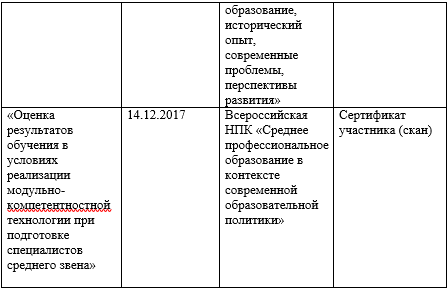 образование,
исторический
опыт,
современные
проблемы,
перспективы
развития»
«Оценка
результатов
обучения в
условиях
реализации
модульно-
компетентностной
технологии при
подготовке
специалистов
среднего звена»
14.12.2017
Всероссийская
НПК «Среднее
профессиональное
образование в
контексте
современной
образовательной
политики»
Сертификат
участника (скан)